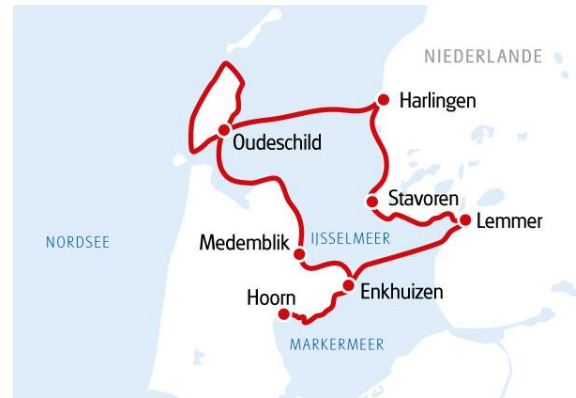 NIEDERLANDE
Harlingen
Oudeschild
Stavoren
Lemmer
NORDSEE
Medemblik
IJSSELMEER
Hoorn
Enkhuizen
MARKERMEER